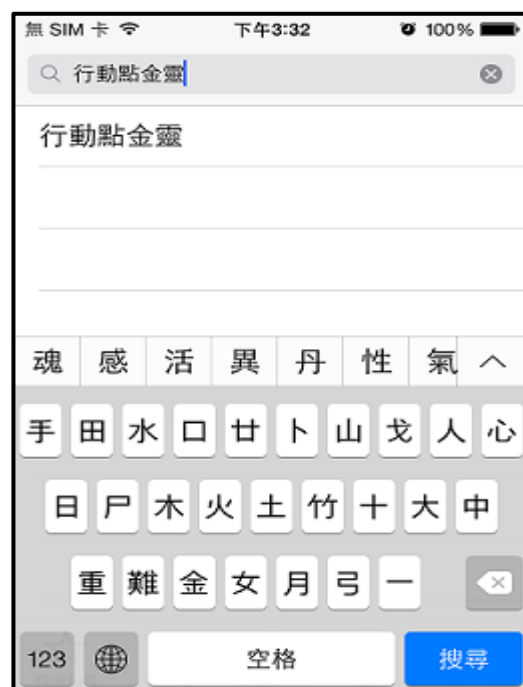 無 SIM 卡 下午3:32 100%
行動點金靈
行動點金靈
魂 感 活 異 丹 性 氣
手 田 水 口 廿 卜 山 戈 人 心
日 尸 木 火 土 竹 十 大 中
重 難 金 女 月 弓 一
123 空格 搜尋